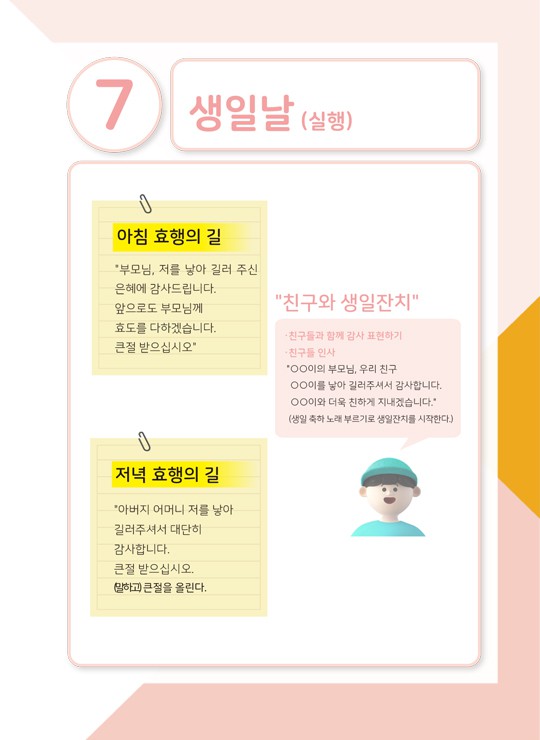 7
생일날 (실행)
아침 효행의 길
"부모님, 저를 낳아 길러 주신
은혜에 감사드립니다.
앞으로도 부모님께
효도를 다하겠습니다.
큰절 받으십시오"
"친구와 생일잔치"
·친구들과 함께 감사 표현하기
·친구들 인사
"○○이의 부모님, 우리 친구
○○이를 낳아 길러주셔서 감사합니다.
○○이와 더욱 친하게 지내겠습니다."
(생일 축하 노래 부르기로 생일잔치를 시작한다.)
저녁 효행의 길
"아버지 어머니 저를 낳아
길러주셔서 대단히
감사합니다.
큰절 받으십시오.
(말하고) 큰절을 올린다.